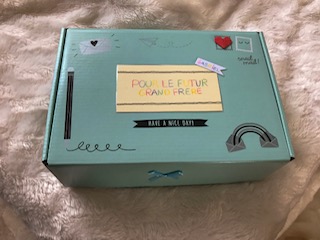 POUR LE FUTUR
GRAND FRÈRE
HAVE A NICE DAY!